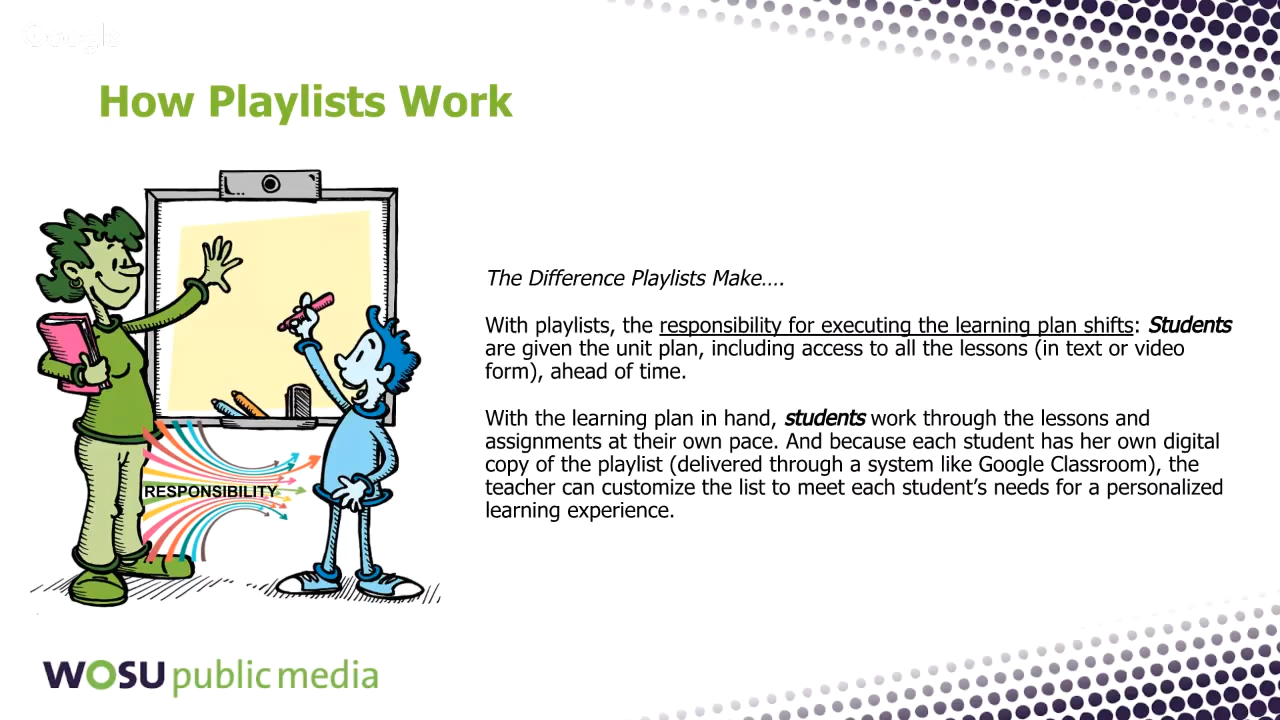 Google
How Playlists Work
The Difference Playlists Make....
With playlists, the responsibility for executing the learning plan shifts: Students
are given the unit plan, including access to all the lessons (in text or video
form), ahead of time.
With the learning plan in hand, students work through the lessons and
assignments at their own pace. And because each student has her own digital
copy of the playlist (delivered through a system like Google Classroom), the
teacher can customize the list to meet each student's needs for a personalized
learning experience.
RESPONSIBILITY
WOSU public media